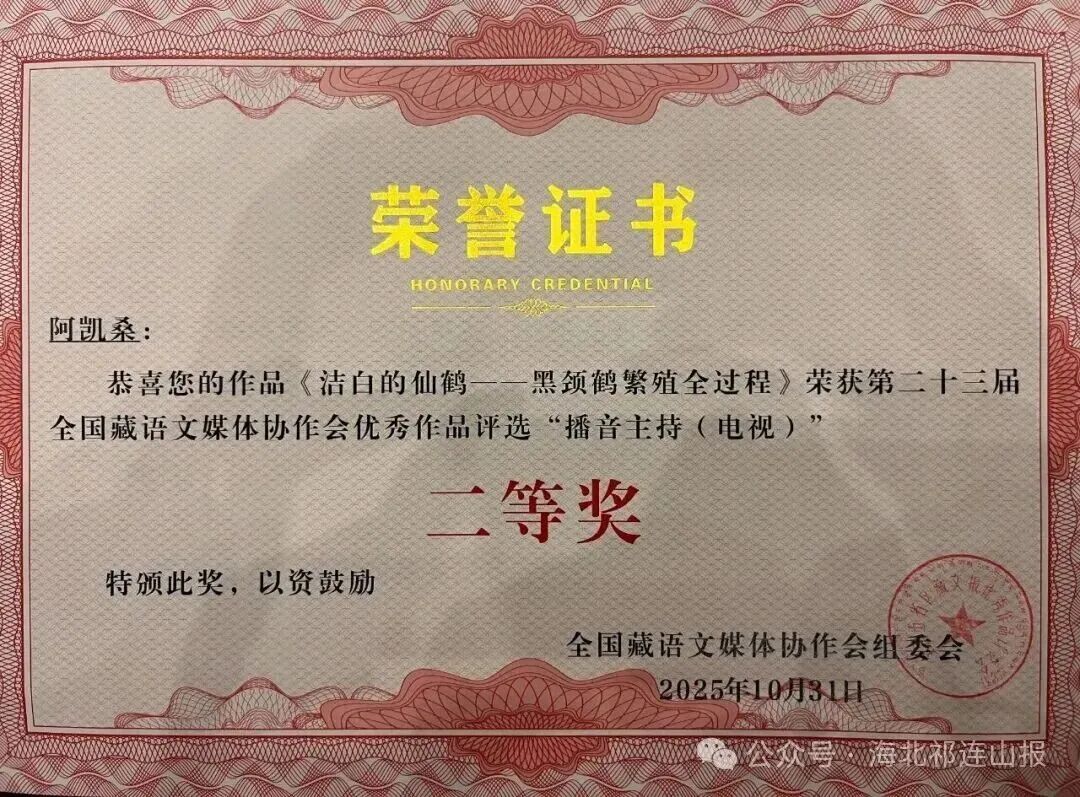 荣誉证书
HONORARY CREDENTIAL
阿凯桑：
恭喜您的作品《洁白的仙鹤——黑颈鹤繁殖全过程》荣获第二十三届
全国藏语文媒体协作会优秀作品评选“播音主持（电视）”
二等奖
特颁此奖，以资鼓励
全国藏语文媒体协作会组委会
2025年10月31日
公众号·海北祁连山报